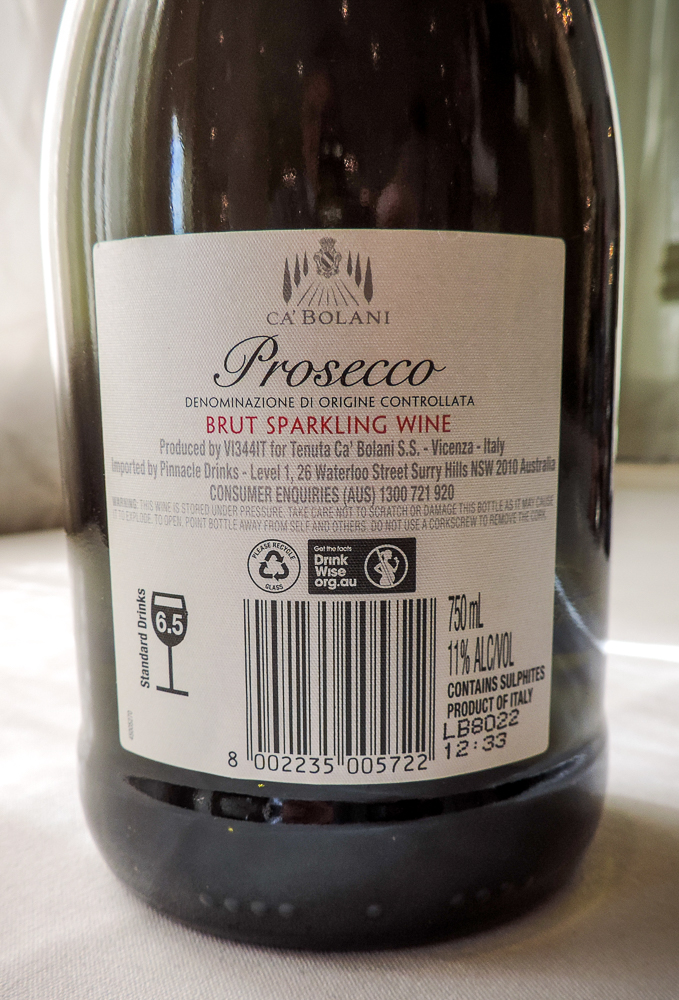 CA' BOLANI
Prosecco
DENOMINAZIONE DI ORIGINE CONTROLLATA
BRUT SPARKLING WINE
Produced by VI344IT for Tenuta Ca' Bolani S.S. - Vicenza - Italy
Imported by Pinnacle Drinks - Level 1, 26 Waterloo Street Surry Hills NSW 2010 Australia
CONSUMER ENQUIRIES (AUS) 1300 721 920
WARNING: THIS WINE IS STORED UNDER PRESSURE. TAKE CARE NOT TO SCRATCH OR DAMAGE THIS BOTTLE AS IT MAY CAUSE
IT TO EXPLODE. TO OPEN, POINT BOTTLE AWAY FROM SELF AND OTHERS. DO NOT USE A CORKSCREW TO REMOVE THE CORK.
PLEASE RECYCLE
GLASS
Get the facts
Drink
Wise
org.au
Standard Drinks
6.5
750 mL
11% ALC/VOL
CONTAINS SULPHITES
PRODUCT OF ITALY
LB8022
12:33
8 002235 005722